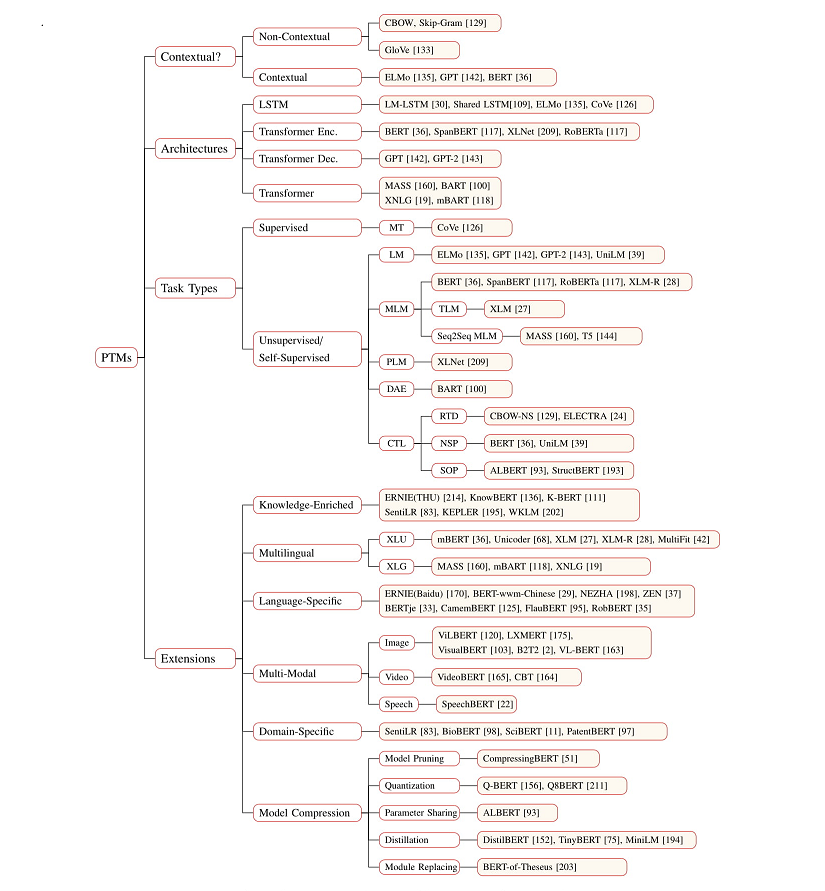 .
CBOW, Skip-Gram [129]
Non-Contextual
GloVe [133]
Contextual?
Contextual
ELMo [135], GPT [142], BERT [36]
LSTM
LM-LSTM [30], Shared LSTM[109], ELMo [135], CoVe [126]
Transformer Enc.
BERT [36], SpanBERT [117], XLNet [209], RoBERTa [117]
Architectures
Transformer Dec.
GPT [142], GPT-2 [143]
Transformer
MASS [160], BART [100]
XNLG [19], mBART [118]
Supervised
MT
CoVe [126]
Task Types
LM
ELMo [135], GPT [142], GPT-2 [143], UniLM [39]
BERT [36], SpanBERT [117], RoBERTa [117], XLM-R [28]
MLM
TLM
XLM [27]
Seq2Seq MLM
MASS [160], T5 [144]
Unsupervised/
Self-Supervised
PTMs
PLM
XLNet [209]
DAE
BART [100]
RTD
CBOW-NS [129], ELECTRA [24]
CTL
NSP
BERT [36], UniLM [39]
SOP
ALBERT [93], StructBERT [193]
Knowledge-Enriched
ERNIE(THU) [214], KnowBERT [136], K-BERT [111]
SentiLR [83], KEPLER [195], WKLM [202]
Multilingual
XLU
mBERT [36], Unicoder [68], XLM [27], XLM-R [28], MultiFit [42]
XLG
MASS [160], mBART [118], XNLG [19]
Language-Specific
ERNIE(Baidu) [170], BERT-wwm-Chinese [29], NEZHA [198], ZEN [37]
BERTje [33], CamemBERT [125], FlauBERT [95], RobBERT [35]
Extensions
Multi-Modal
Image
ViLBERT [120], LXMERT [175],
VisualBERT [103], B2T2 [2], VL-BERT [163]
Video
VideoBERT [165], CBT [164]
Speech
SpeechBERT [22]
Domain-Specific
SentiLR [83], BioBERT [98], SciBERT [11], PatentBERT [97]
Model Pruning
CompressingBERT [51]
Quantization
Q-BERT [156], Q8BERT [211]
Model Compression
Parameter Sharing
ALBERT [93]
Distillation
DistilBERT [152], TinyBERT [75], MiniLM [194]
Module Replacing
BERT-of-Theseus [203]